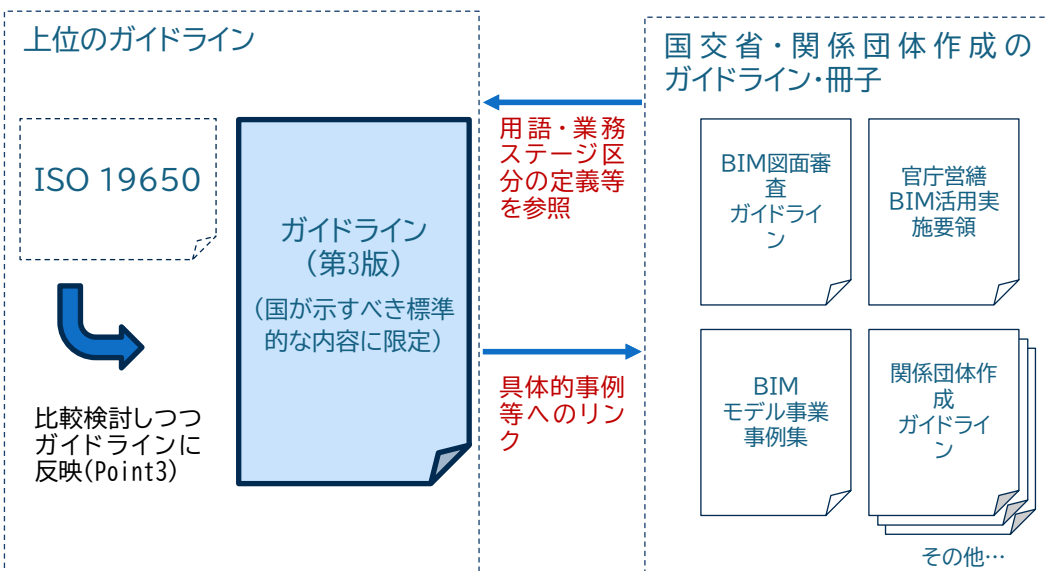 上位のガイドライン
ISO 19650
比較検討しつつ
ガイドラインに
反映(Point3)
ガイドライン
(第3版)
(国が示すべき標準
的な内容に限定)
用語・業務
ステージ区
分の定義等
を参照
具体的事例
等へのリン
ク
国交省・関係団体作成の
ガイドライン・冊子
BIM図面審
査
ガイドライ
ン
官庁営繕
BIM活用実
施要領
BIM
モデル事業
事例集
関係団体作
成
ガイドライ
ン
その他…